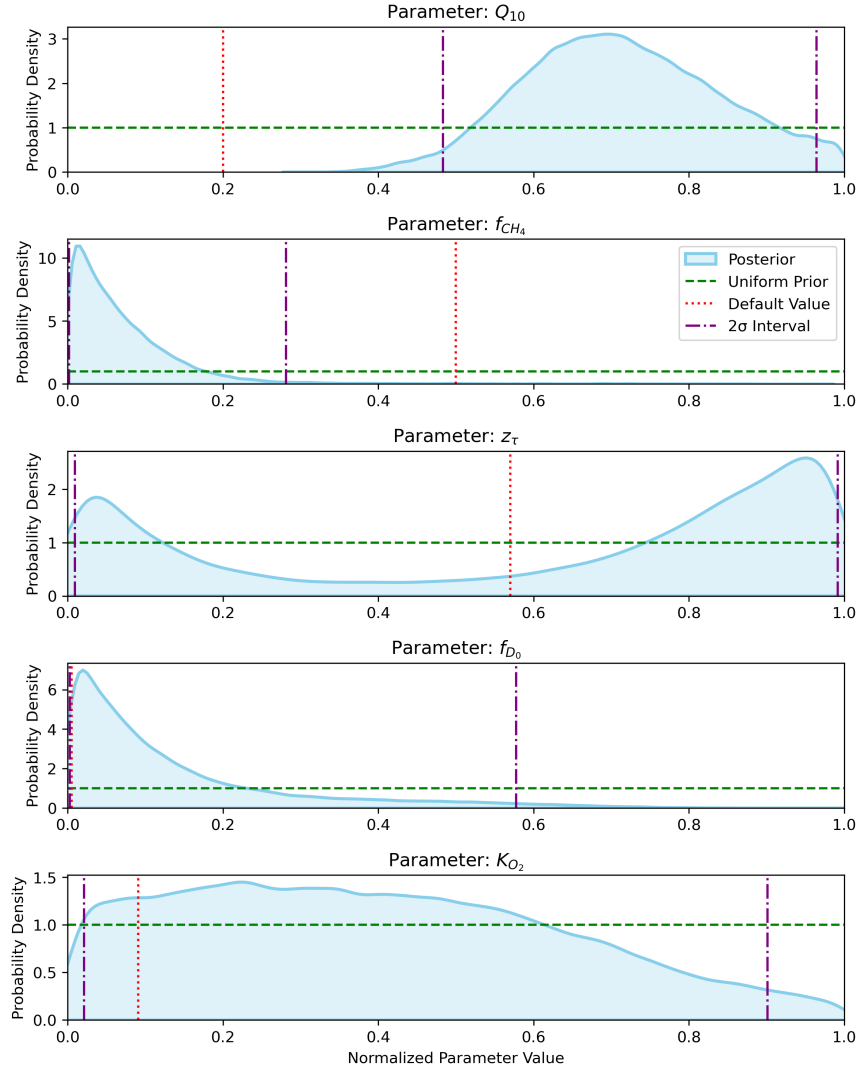 Parameter: Q10
Probability Density
3
2
1
0
0.0 0.2 0.4 0.6 0.8 1.0
Parameter: fCH4
Probability Density
10
5
0
Posterior
Uniform Prior
Default Value
2σ Interval
0.0 0.2 0.4 0.6 0.8 1.0
Parameter: zτ
Probability Density
2
1
0
0.0 0.2 0.4 0.6 0.8 1.0
Parameter: fD0
Probability Density
6
4
2
0
0.0 0.2 0.4 0.6 0.8 1.0
Parameter: KO2
Probability Density
1.5
1.0
0.5
0.0
0.0 0.2 0.4 0.6 0.8 1.0
Normalized Parameter Value